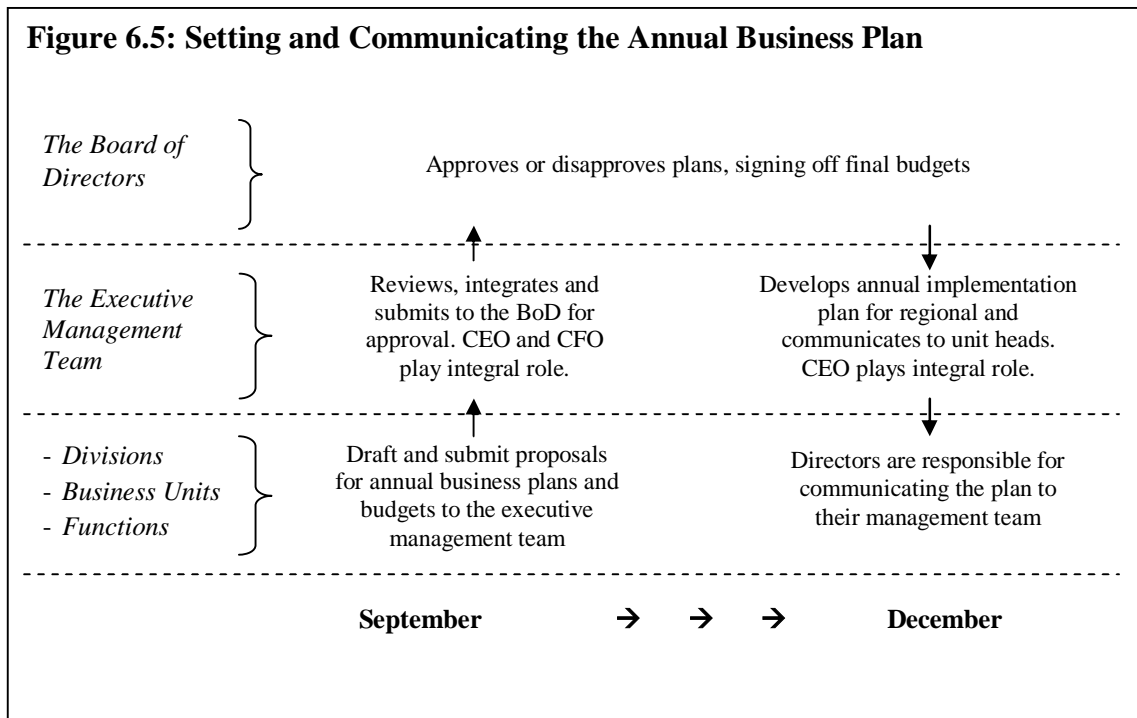 Figure 6.5: Setting and Communicating the Annual Business Plan
The Board of
Directors
Approves or disapproves plans, signing off final budgets
The Executive
Management
Team
Reviews, integrates and
submits to the BoD for
approval. CEO and CFO
play integral role.
Develops annual implementation
plan for regional and
communicates to unit heads.
CEO plays integral role.
- Divisions
- Business Units
- Functions
Draft and submit proposals
for annual business plans and
budgets to the executive
management team
Directors are responsible for
communicating the plan to
their management team
September → → → December